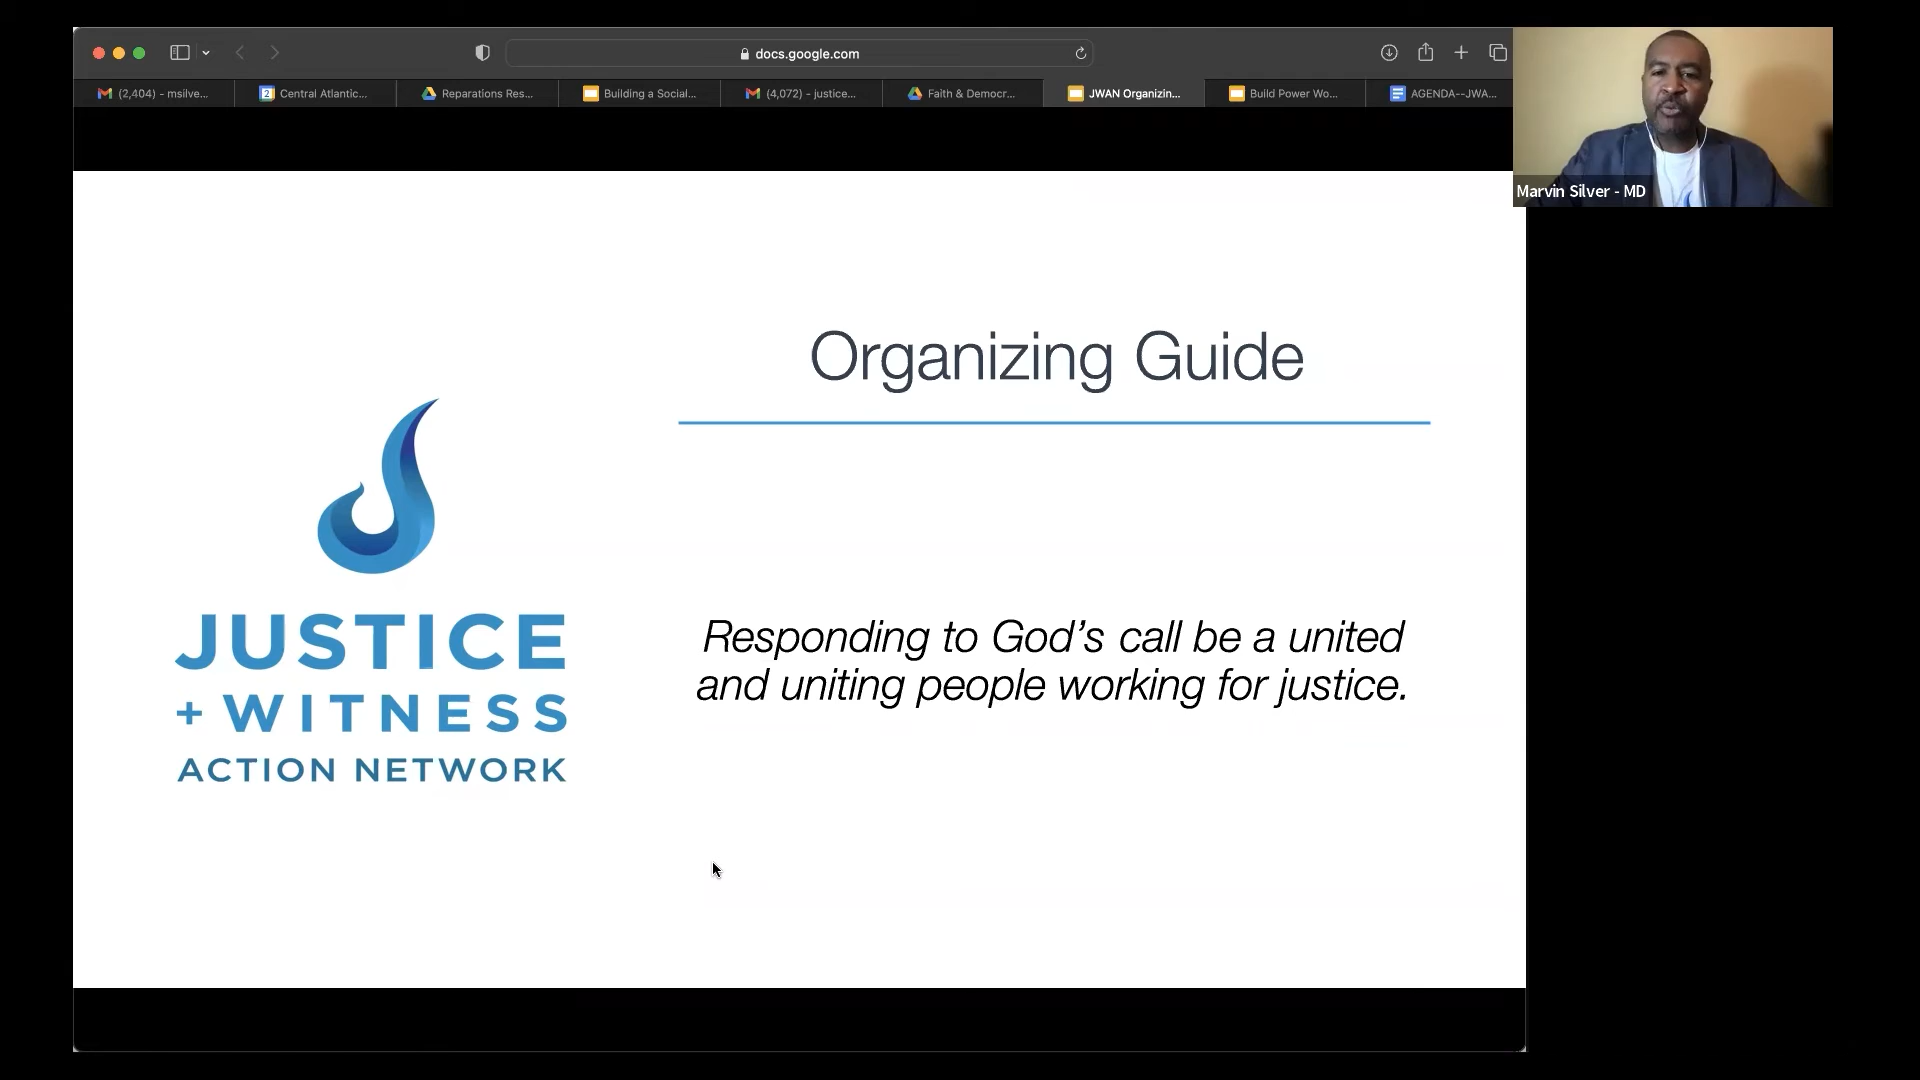 docs.google.com
(2,404) - msilve...
2
Central Atlantic...
Reparations Res...
Building a Social...
(4,072) - justice...
Faith & Democr...
JWAN Organizin...
Build Power Wo...
AGENDA--JWA...
Marvin Silver - MD
Organizing Guide
JUSTICE
+ WITNESS
ACTION NETWORK
Responding to God's call be a united
and uniting people working for justice.